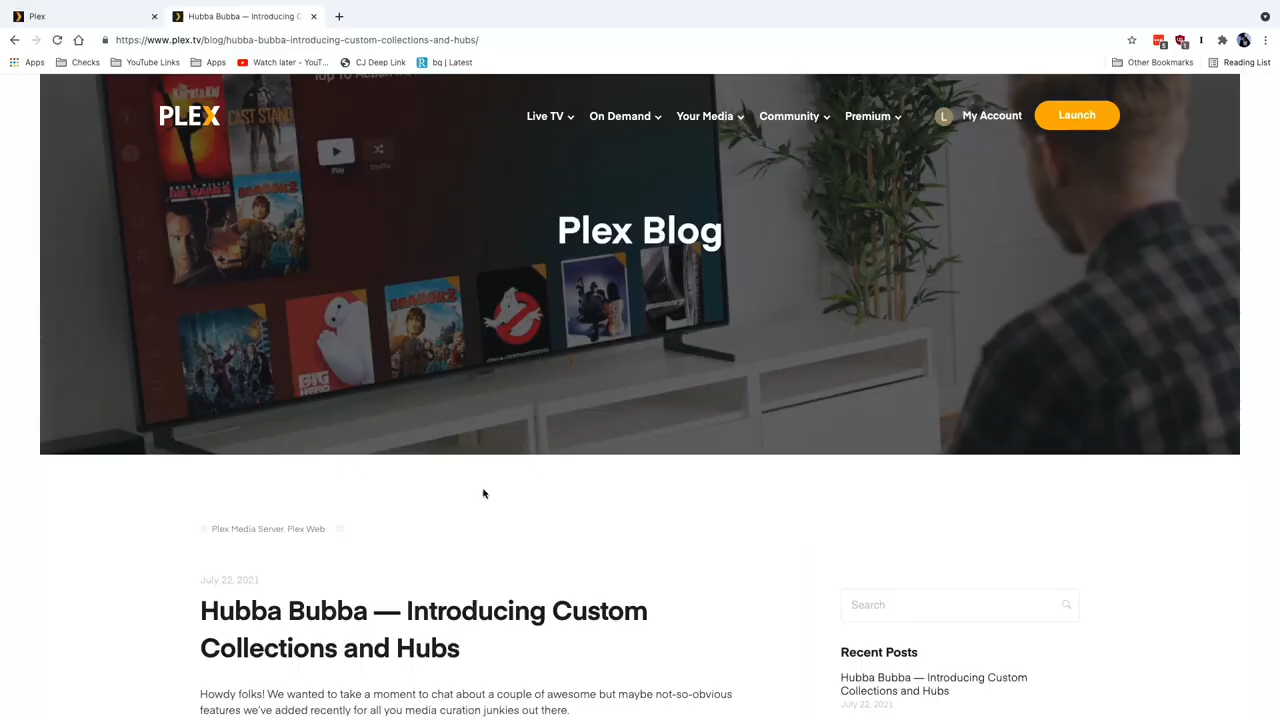 Plex
Hubba Bubba — Introducing C
https://www.plex.tv/blog/hubba-bubba-introducing-custom-collections-and-hubs/
Apps
Checks
YouTube Links
Apps
Watch later - YouT...
CJ Deep Link
bq | Latest
Other Bookmarks
Reading List
PLEX
Live TV
On Demand
Your Media
Community
Premium
L
My Account
Launch
CAST STAND
Play
Shuffle
Plex Blog
Plex Media Server, Plex Web
July 22, 2021
Hubba Bubba — Introducing Custom
Collections and Hubs
Howdy folks! We wanted to take a moment to chat about a couple of awesome but maybe not-so-obvious
features we've added recently for all you media curation junkies out there.
Search
Recent Posts
Hubba Bubba — Introducing Custom
Collections and Hubs
July 22, 2021